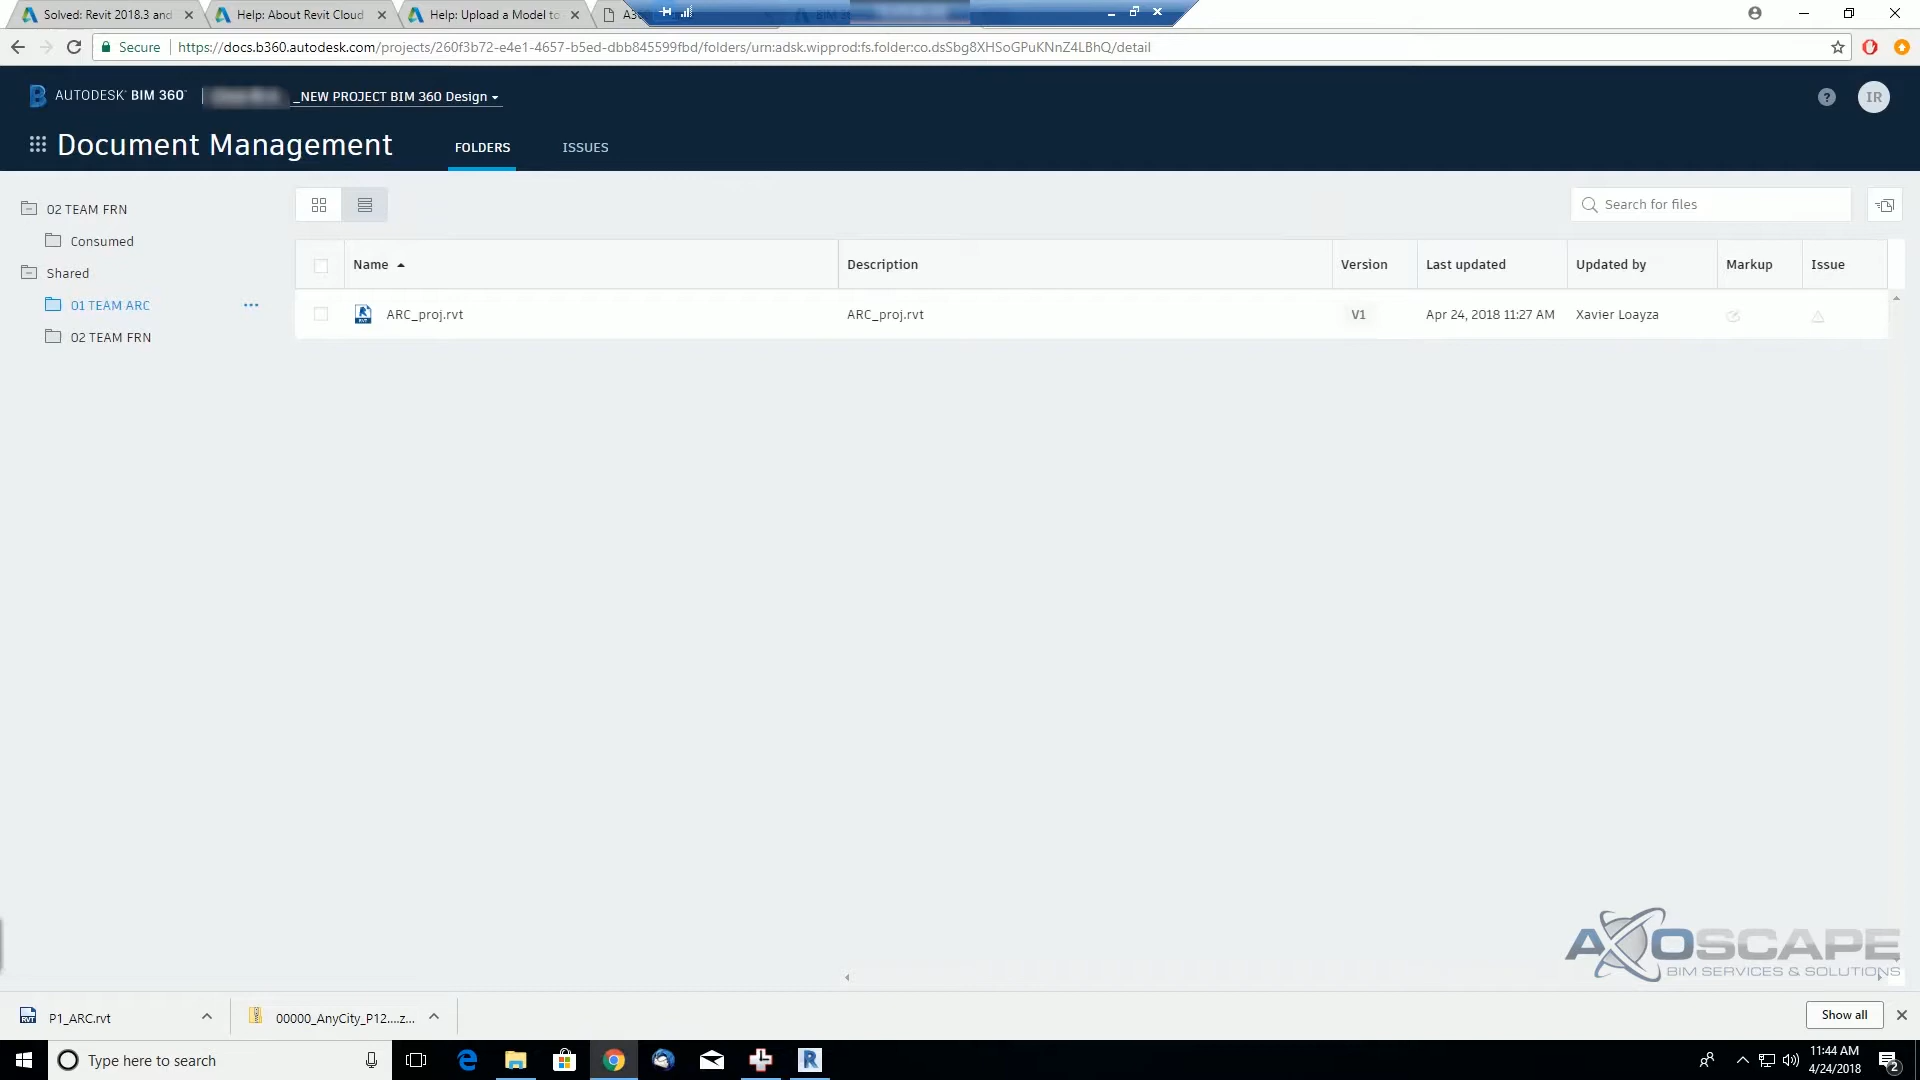 Solved: Revit 2018.3 and
Help: About Revit Cloud
Help: Upload a Model to
Secure
https://docs.b360.autodesk.com/projects/260f3b72-e4e1-4657-b5ed-dbb845599fbd/folders/urn:adsk.wipprod:fs.folder:co.dsSbg8XHSoGPuKNnZ4LBhQ/detail
AUTODESK® BIM 360™
_NEW PROJECT BIM 360 Design
?
IR
Document Management
FOLDERS
ISSUES
02 TEAM FRN
Consumed
Shared
01 TEAM ARC
02 TEAM FRN
Search for files
Name
Description
Version
Last updated
Updated by
Markup
Issue
ARC_proj.rvt
ARC_proj.rvt
V1
Apr 24, 2018 11:27 AM
Xavier Loayza
AXOSCAPE
BIM SERVICES & SOLUTIONS
P1_ARC.rvt
00000_AnyCity_P12....z...
Show all
Type here to search
11:44 AM
4/24/2018
2